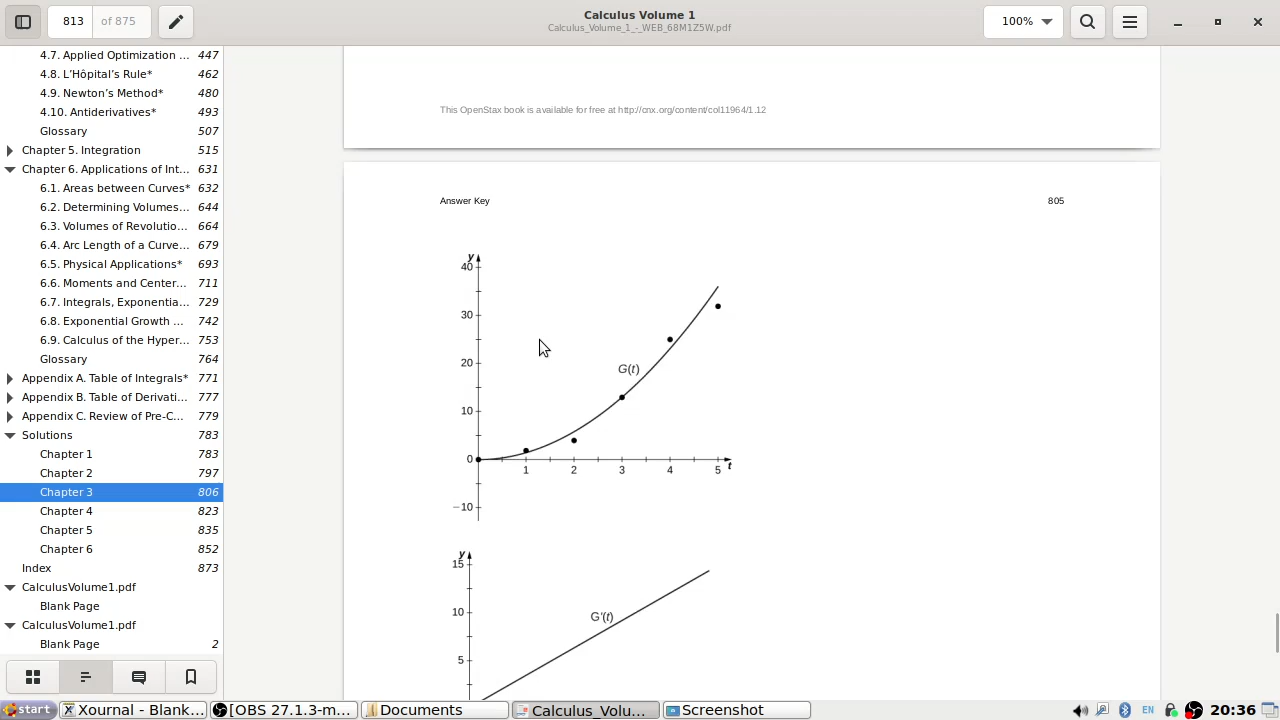 813 of 875
Calculus Volume 1
Calculus_Volume_1_-_WEB_68M1Z5W.pdf
100%
4.7. Applied Optimization ... 447
4.8. L’Hôpital’s Rule* 462
4.9. Newton’s Method* 480
4.10. Antiderivatives* 493
Glossary 507
Chapter 5. Integration 515
Chapter 6. Applications of Int... 631
6.1. Areas between Curves* 632
6.2. Determining Volumes... 644
6.3. Volumes of Revolutio... 664
6.4. Arc Length of a Curve... 679
6.5. Physical Applications* 693
6.6. Moments and Center... 711
6.7. Integrals, Exponentia... 729
6.8. Exponential Growth ... 742
6.9. Calculus of the Hyper... 753
Glossary 764
Appendix A. Table of Integrals* 771
Appendix B. Table of Derivati... 777
Appendix C. Review of Pre-C... 779
Solutions 783
Chapter 1 783
Chapter 2 797
Chapter 3 806
Chapter 4 823
Chapter 5 835
Chapter 6 852
Index 873
CalculusVolume1.pdf
Blank Page
CalculusVolume1.pdf
Blank Page 2
This OpenStax book is available for free at http://cnx.org/content/col11964/1.12
Answer Key 805
y
40
30
20
10
0
−10
G(t)
1 2 3 4 5 t
y
15
10
5
G′(t)
start
Xournal - Blank...
[OBS 27.1.3-m...
Documents
Calculus_Volu...
Screenshot
EN
20:36